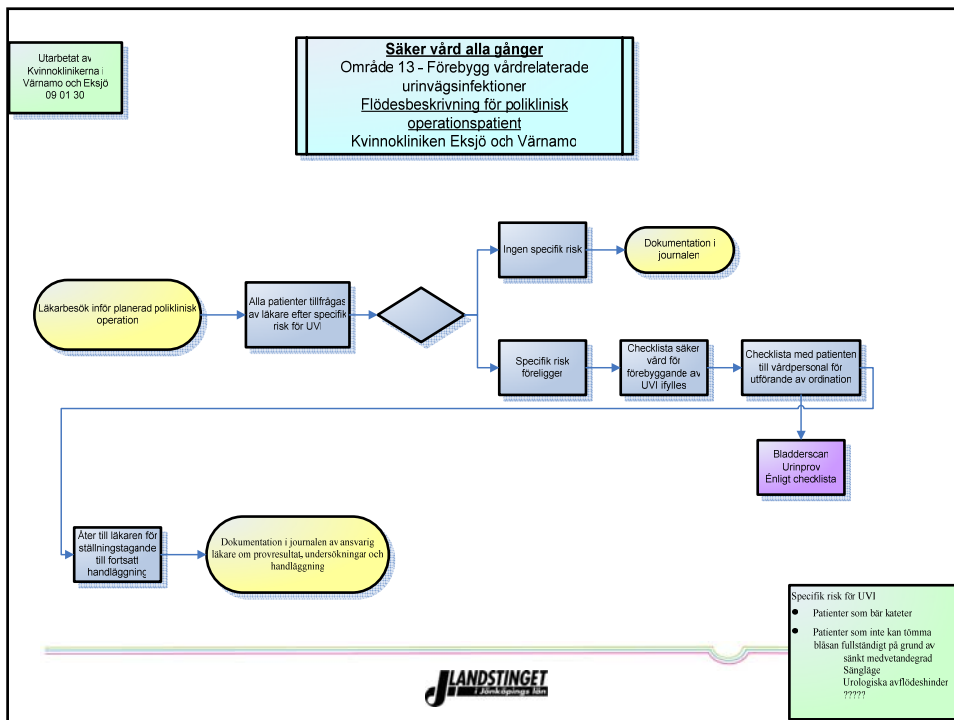 Utarbetat av
Kvinnoklinikerna i
Värnamo och Eksjö
09 01 30
Säker vård alla gånger
Område 13 - Förebygg vårdrelaterade
urinvägsinfektioner
Flödesbeskrivning för poliklinisk
operationspatient
Kvinnokliniken Eksjö och Värnamo
Läkarbesök inför planerad poliklinisk
operation
Alla patienter tillfrågas
av läkare efter specifik
risk för UVI
Ingen specifik risk
Dokumentation i
journalen
Specifik risk
föreligger
Checklista säker
vård för
förebyggande av
UVI ifylles
Checklista med patienten
till vårdpersonal för
utförande av ordination
Bladderscan
Urinprov
Énligt checklista
Åter till läkaren för
ställningstagande
till fortsatt
handläggning
Dokumentation i journalen av ansvarig
läkare om provresultat, undersökningar och
handläggning
Specifik risk för UVI
• Patienter som bär kateter
• Patienter som inte kan tömma
blåsan fullständigt på grund av
sänkt medvetandegrad
Sängläge
Urologiska avflödeshinder
?????
LANDSTINGET
i Jönköpings län